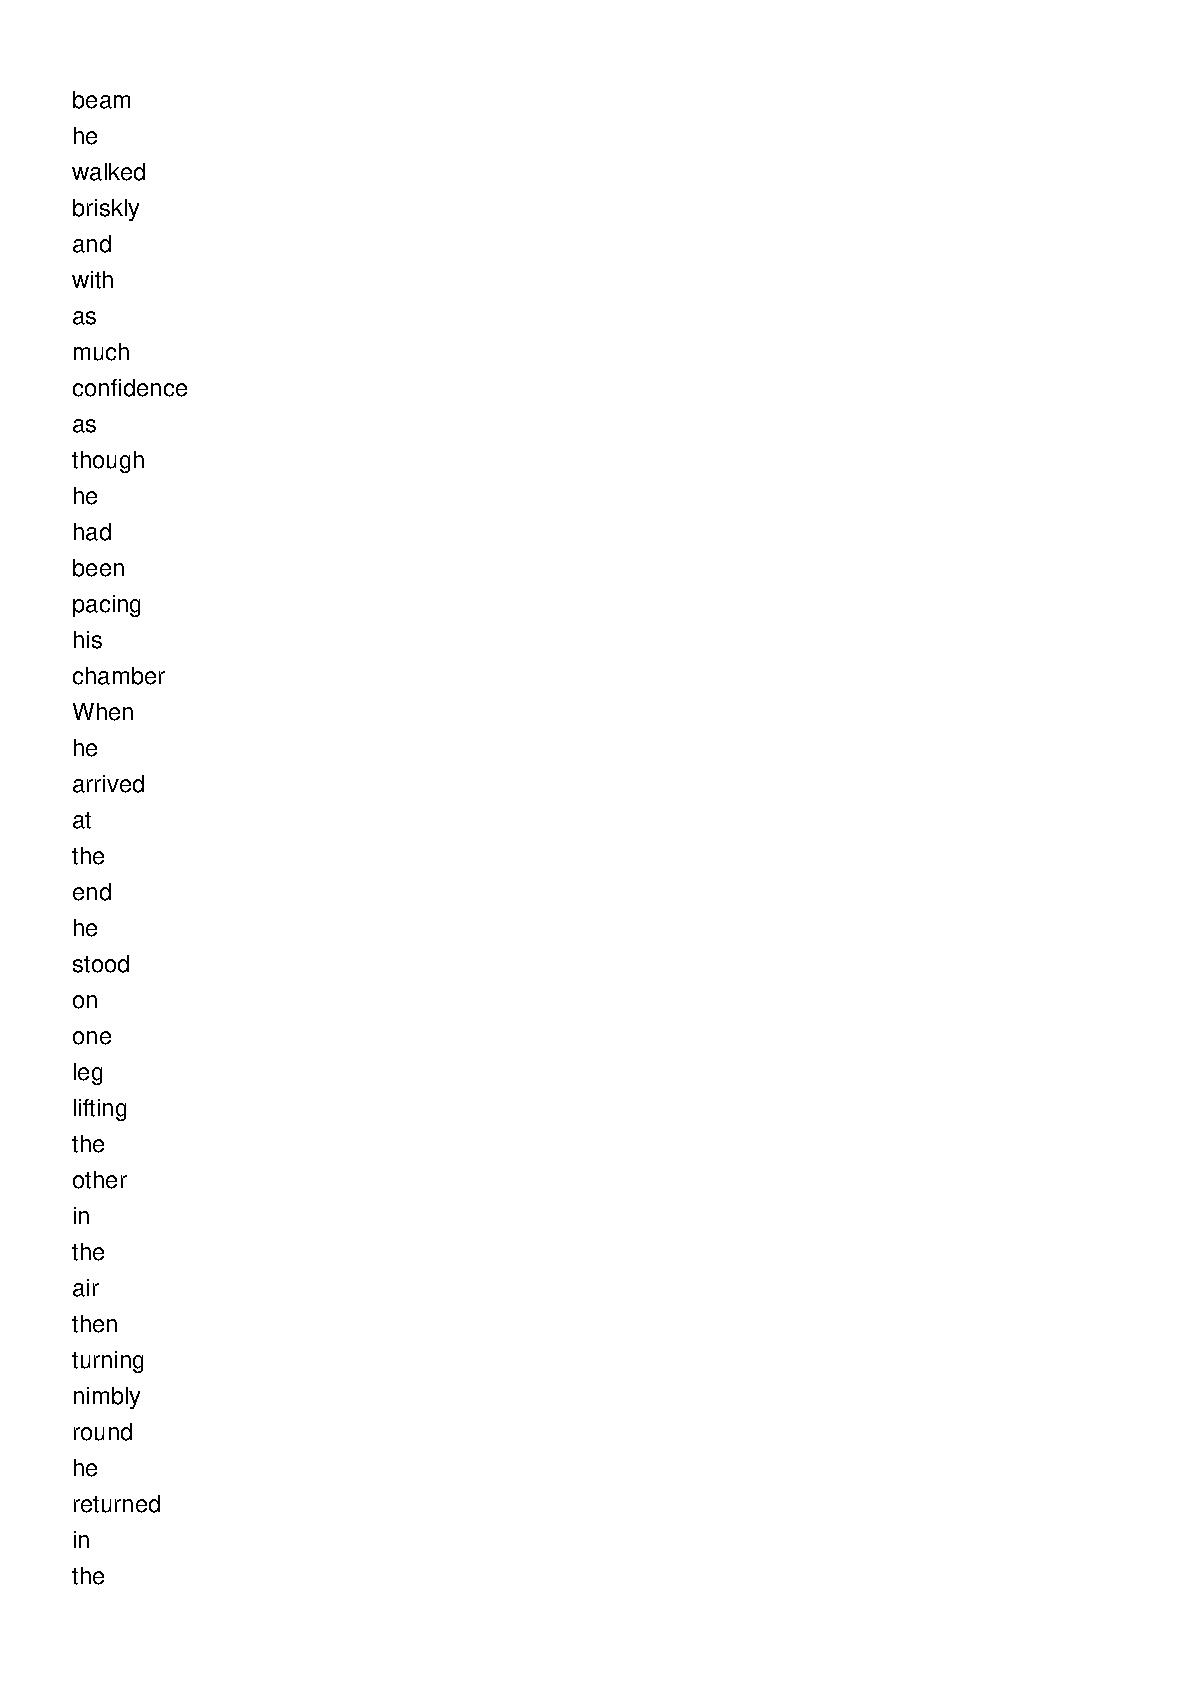 beam
he
walked
briskly
and
with
as
much
confidence
as
though
he
had
been
pacing
his
chamber
When
he
arrived
at
the
end
he
stood
on
one
leg
lifting
the
other
in
the
air
then
turning
nimbly
round
he
returned
in
the